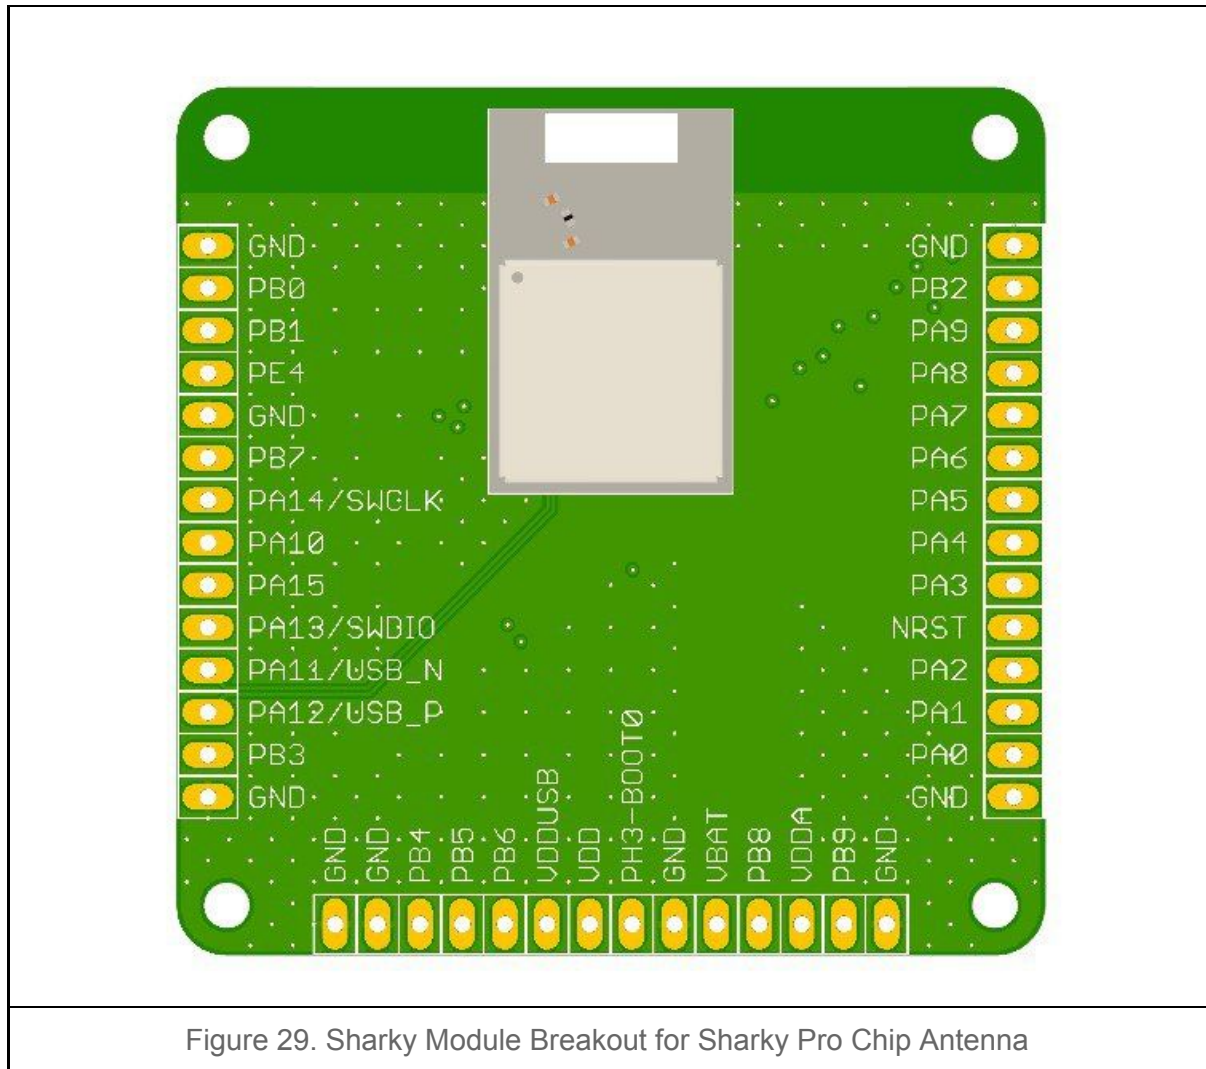 GND
PB0
PB1
PE4
GND
PB7
PA14/SWCLK
PA10
PA15
PA13/SWDIO
PA11/USB_N
PA12/USB_P
PB3
GND
GND
PB2
PA9
PA8
PA7
PA6
PA5
PA4
PA3
NRST
PA2
PA1
PA0
GND
GND
GND
PB4
PB5
PB6
VDDUSB
VDD
PH3-BOOT0
GND
VBAT
PB8
VDDA
PB9
GND
Figure 29. Sharky Module Breakout for Sharky Pro Chip Antenna